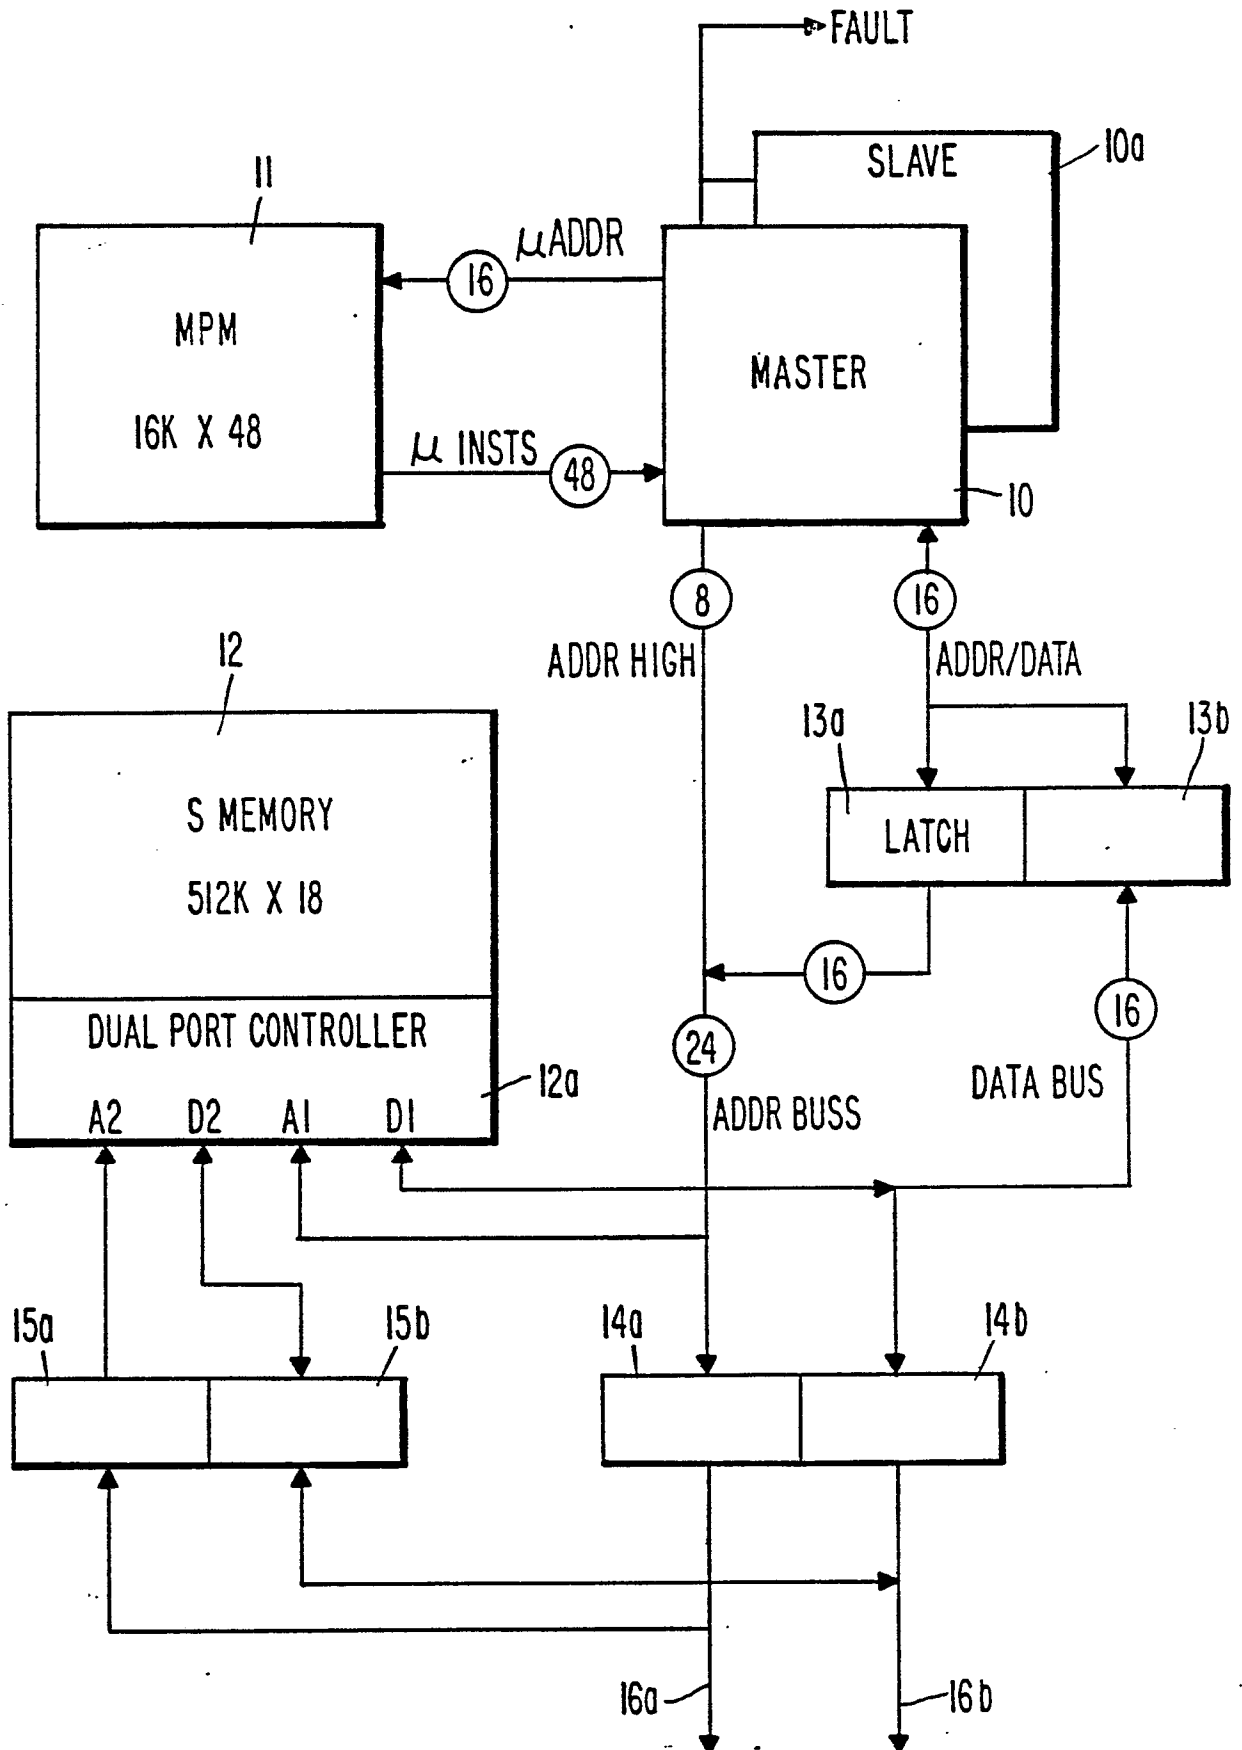 FAULT
SLAVE
10a
11
μADDR
16
MPM
16K X 48
MASTER
μ INSTS
48
10
8
16
12
ADDR HIGH
ADDR/DATA
13a
13b
S MEMORY
512K X 18
LATCH
16
16
DUAL PORT CONTROLLER
24
12a
DATA BUS
A2 D2 A1 D1
ADDR BUSS
15a
15b
14a
14b
16a
16b